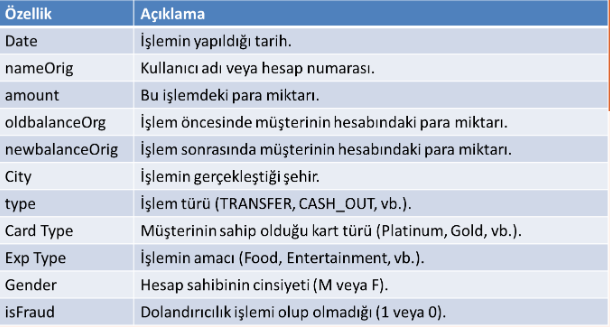 Özellik Açıklama
Date İşlemin yapıldığı tarih.
nameOrig Kullanıcı adı veya hesap numarası.
amount Bu işlemdeki para miktarı.
oldbalanceOrg İşlem öncesinde müşterinin hesabındaki para miktarı.
newbalanceOrig İşlem sonrasında müşterinin hesabındaki para miktarı.
City İşlemin gerçekleştiği şehir.
type İşlem türü (TRANSFER, CASH_OUT, vb.).
Card Type Müşterinin sahip olduğu kart türü (Platinum, Gold, vb.).
Exp Type İşlemin amacı (Food, Entertainment, vb.).
Gender Hesap sahibinin cinsiyeti (M veya F).
isFraud Dolandırıcılık işlemi olup olmadığı (1 veya 0).